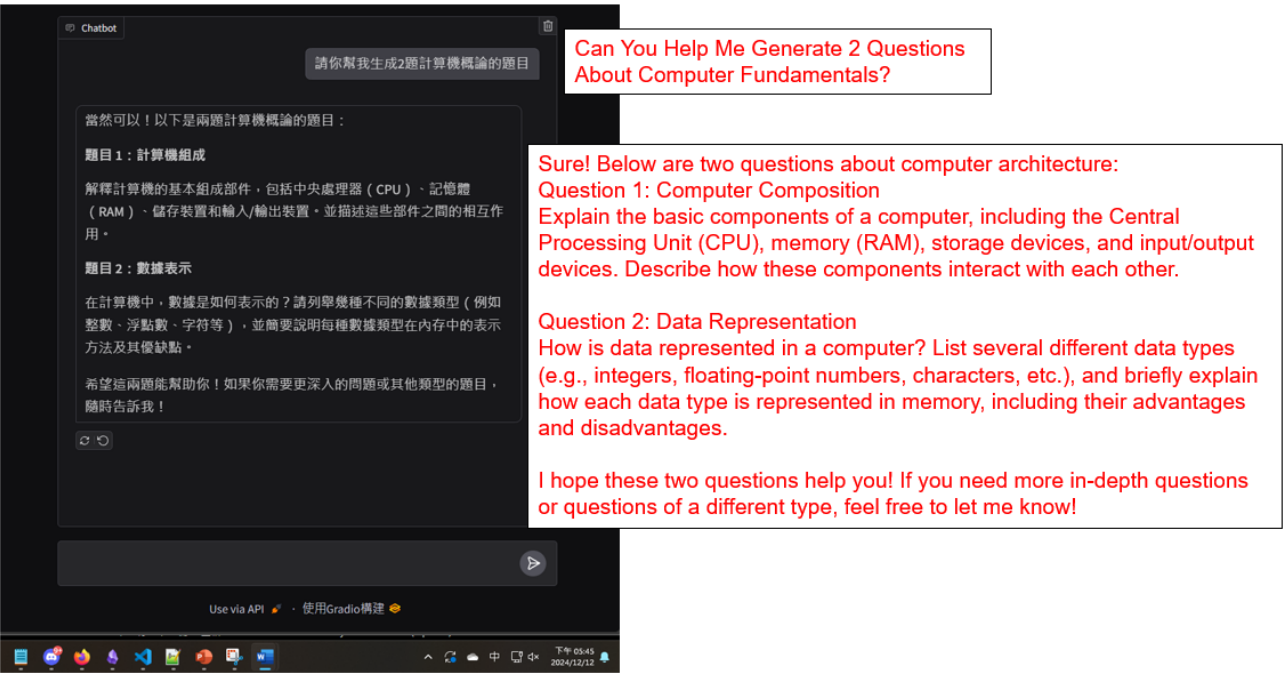 Chatbot
請你幫我生成2題計算機概論的題目
Can You Help Me Generate 2 Questions
About Computer Fundamentals?
當然可以！以下是兩題計算機概論的題目：
題目 1：計算機組成
解釋計算機的基本組成部件，包括中央處理器（CPU）、記憶體
（RAM）、儲存裝置和輸入/輸出裝置。並描述這些部件之間的相互作
用。
題目 2：數據表示
在計算機中，數據是如何表示的？請列舉幾種不同的數據類型（例如
整數、浮點數、字符等），並簡要說明每種數據類型在內存中的表示
方法及其優缺點。
希望這兩題能幫助你！如果你需要更深入的問題或其他類型的題目，
隨時告訴我！
Sure! Below are two questions about computer architecture:
Question 1: Computer Composition
Explain the basic components of a computer, including the Central
Processing Unit (CPU), memory (RAM), storage devices, and input/output
devices. Describe how these components interact with each other.
Question 2: Data Representation
How is data represented in a computer? List several different data types
(e.g., integers, floating-point numbers, characters, etc.), and briefly explain
how each data type is represented in memory, including their advantages
and disadvantages.
I hope these two questions help you! If you need more in-depth questions
or questions of a different type, feel free to let me know!
Use via API · 使用Gradio構建
中
下午 05:45
2024/12/12